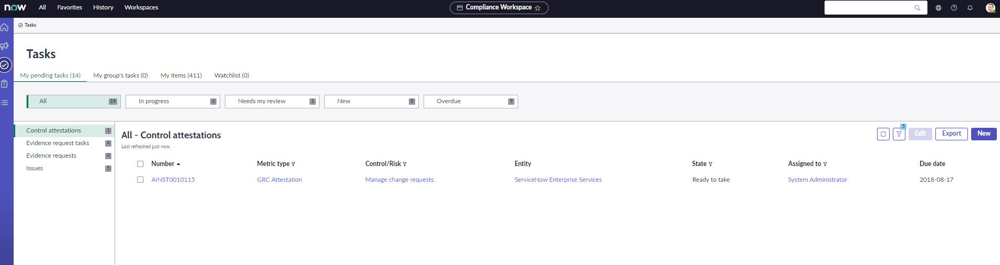 now All Favorites History Workspaces Compliance Workspace
Tasks
Tasks
My pending tasks (14) My group's tasks (0) My items (411) Watchlist (0)
All 14 In progress 6 Needs my review 1 New 8 Overdue 9
Control attestations 1
Evidence request tasks 4
Evidence requests 4
Issues 5
All - Control attestations
Last refreshed just now.
5
Edit Export New
Number Metric type Control/Risk Entity State Assigned to Due date
AINST0010115 GRC Attestation Manage change requests. ServiceNow Enterprise Services Ready to take System Administrator 2018-08-17